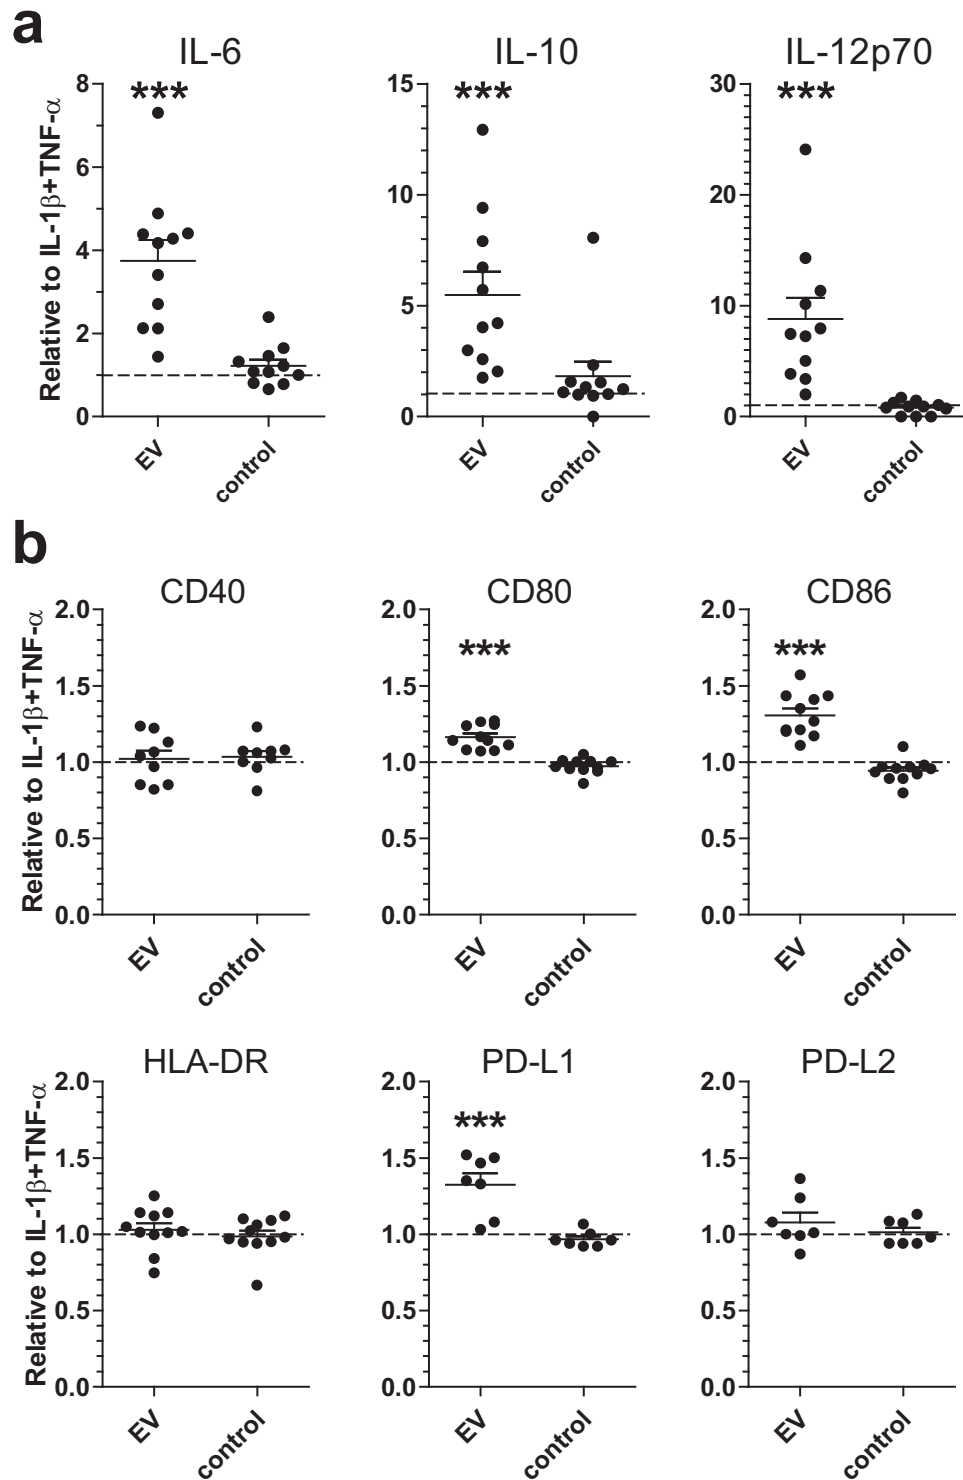 a
IL-6 IL-10 IL-12p70
Relative to IL-1β+TNF-α
8 6 4 2 0
*** 
EV control
15 10 5 0
***
EV control
30 20 10 0
***
EV control
b
CD40 CD80 CD86
Relative to IL-1β+TNF-α
2.0 1.5 1.0 0.5 0.0
EV control
2.0 1.5 1.0 0.5 0.0
***
EV control
2.0 1.5 1.0 0.5 0.0
***
EV control
HLA-DR PD-L1 PD-L2
Relative to IL-1β+TNF-α
2.0 1.5 1.0 0.5 0.0
EV control
2.0 1.5 1.0 0.5 0.0
***
EV control
2.0 1.5 1.0 0.5 0.0
EV control